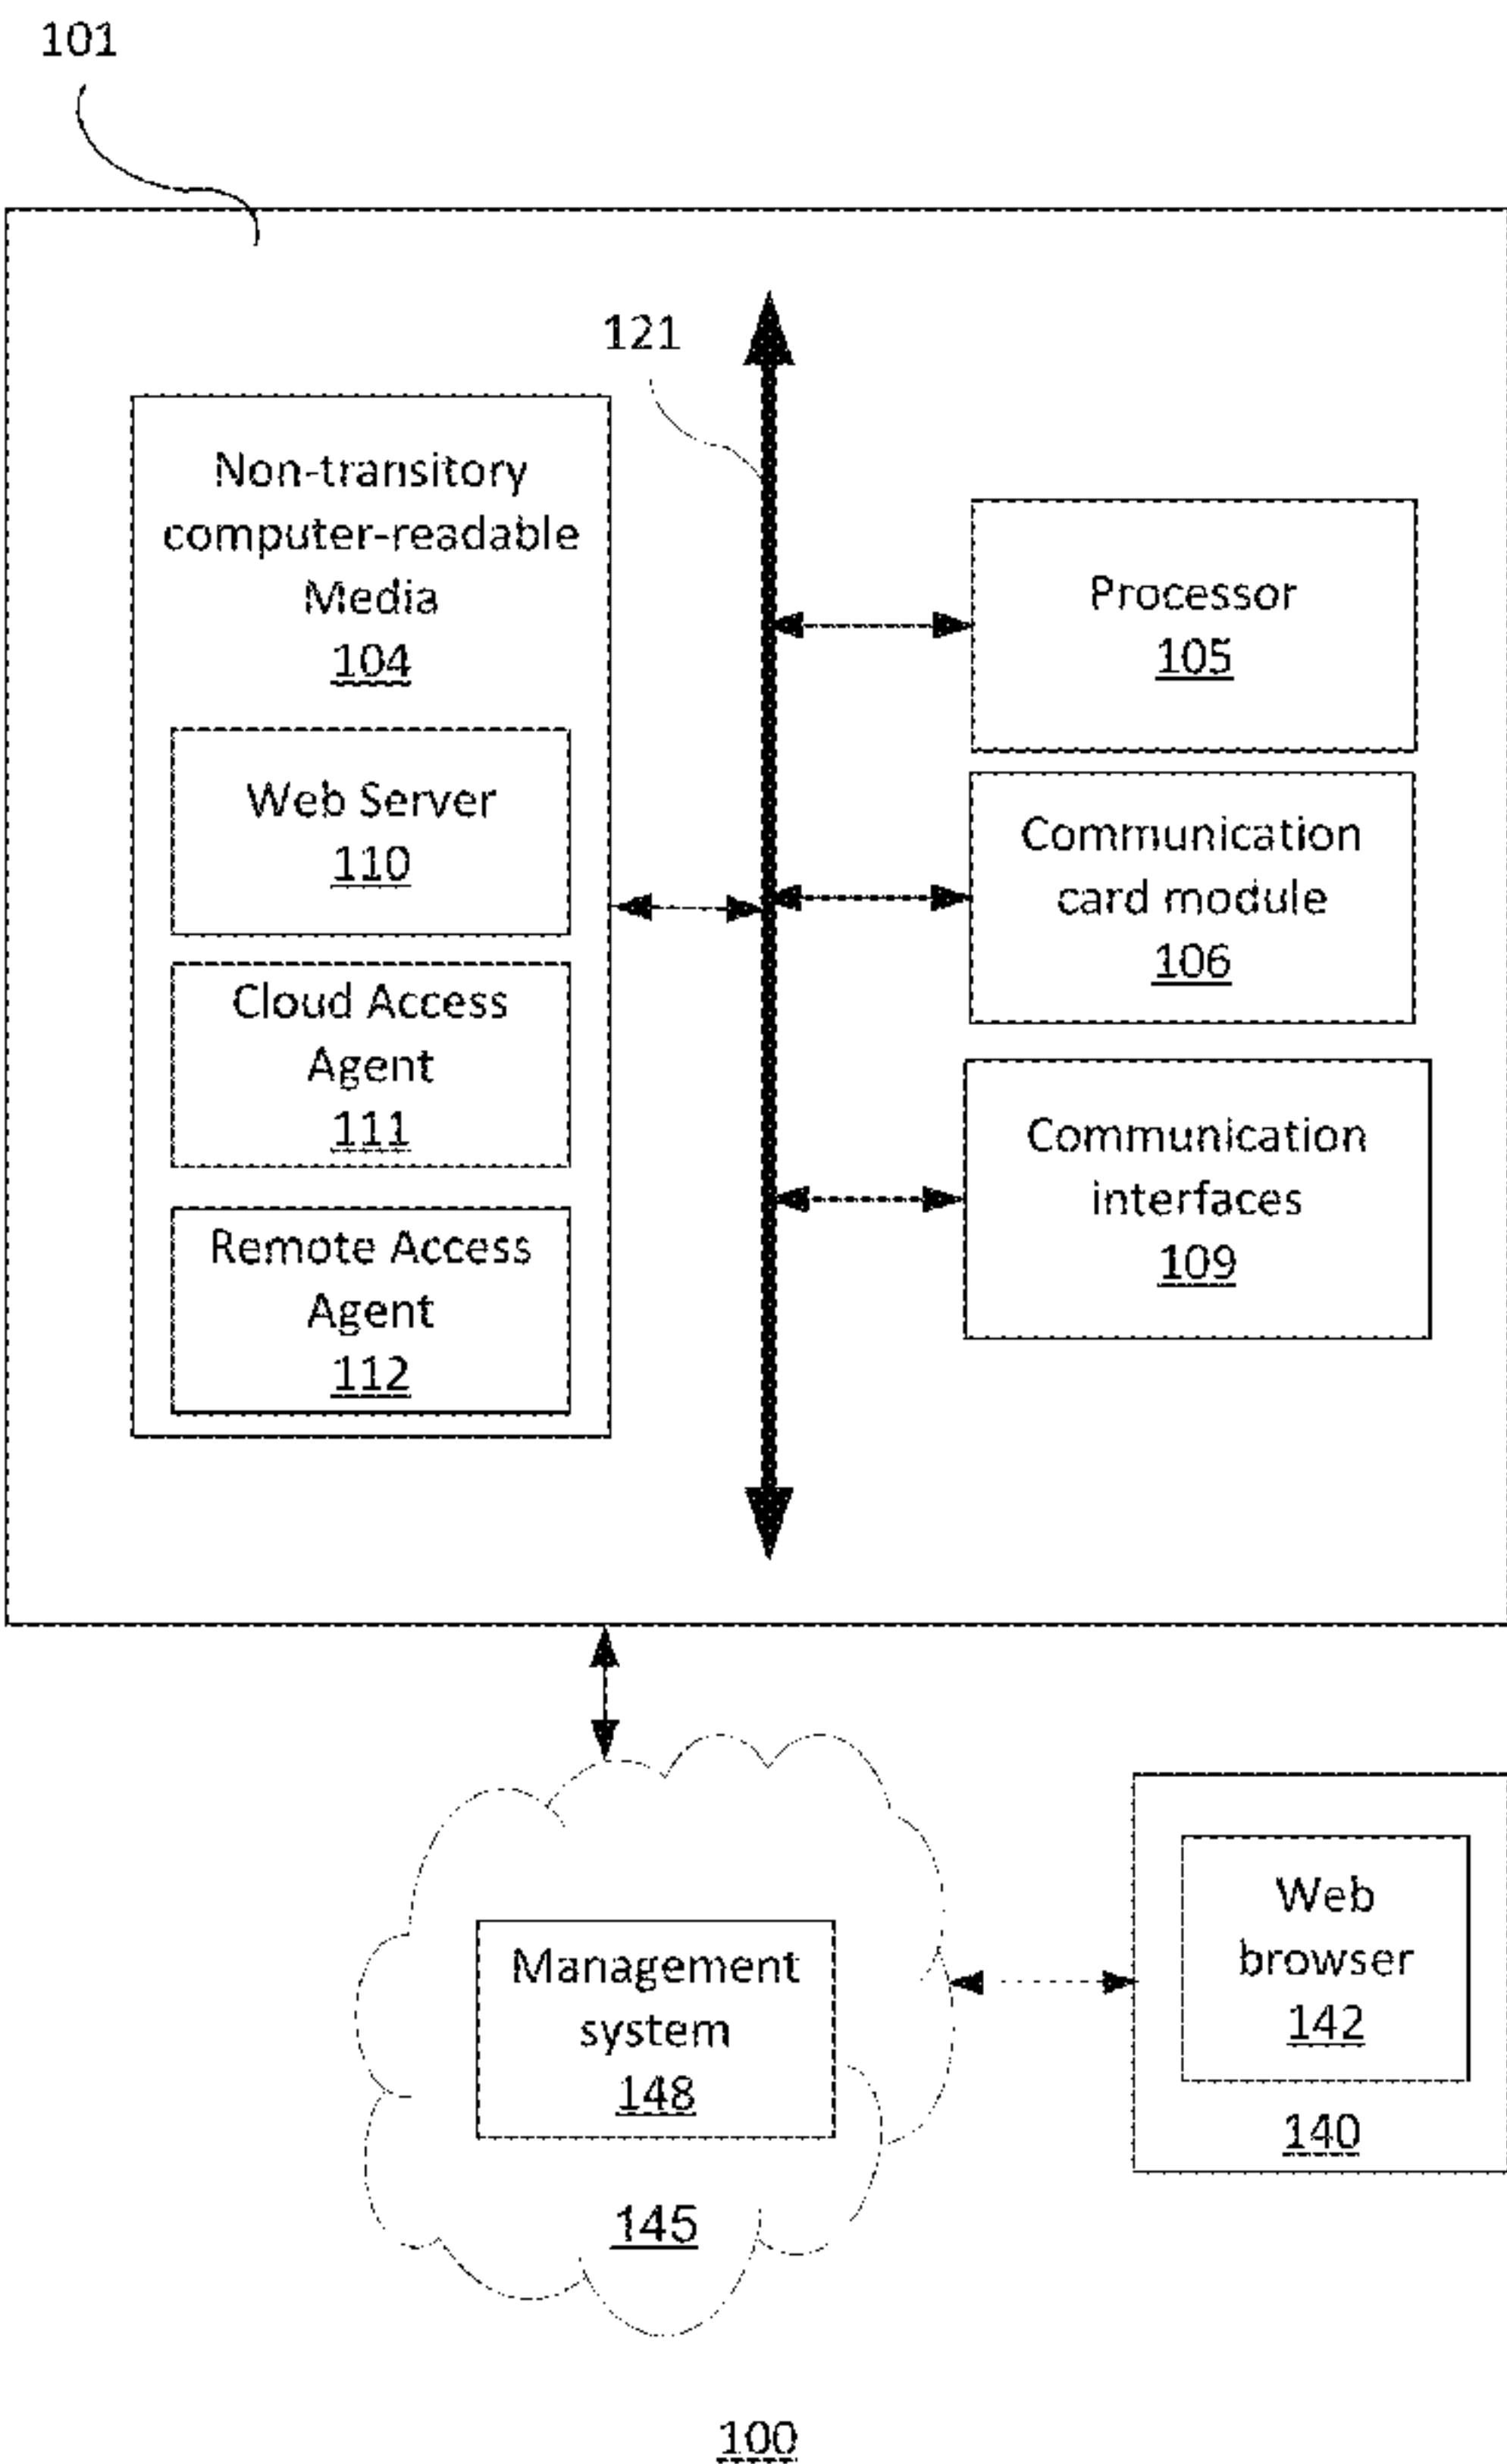 101
121
Non-transitory
computer-readable
Media
104
Web Server
110
Cloud Access
Agent
111
Remote Access
Agent
112
Processor
105
Communication
card module
106
Communication
interfaces
109
Management
system
148
145
Web
browser
142
140
100